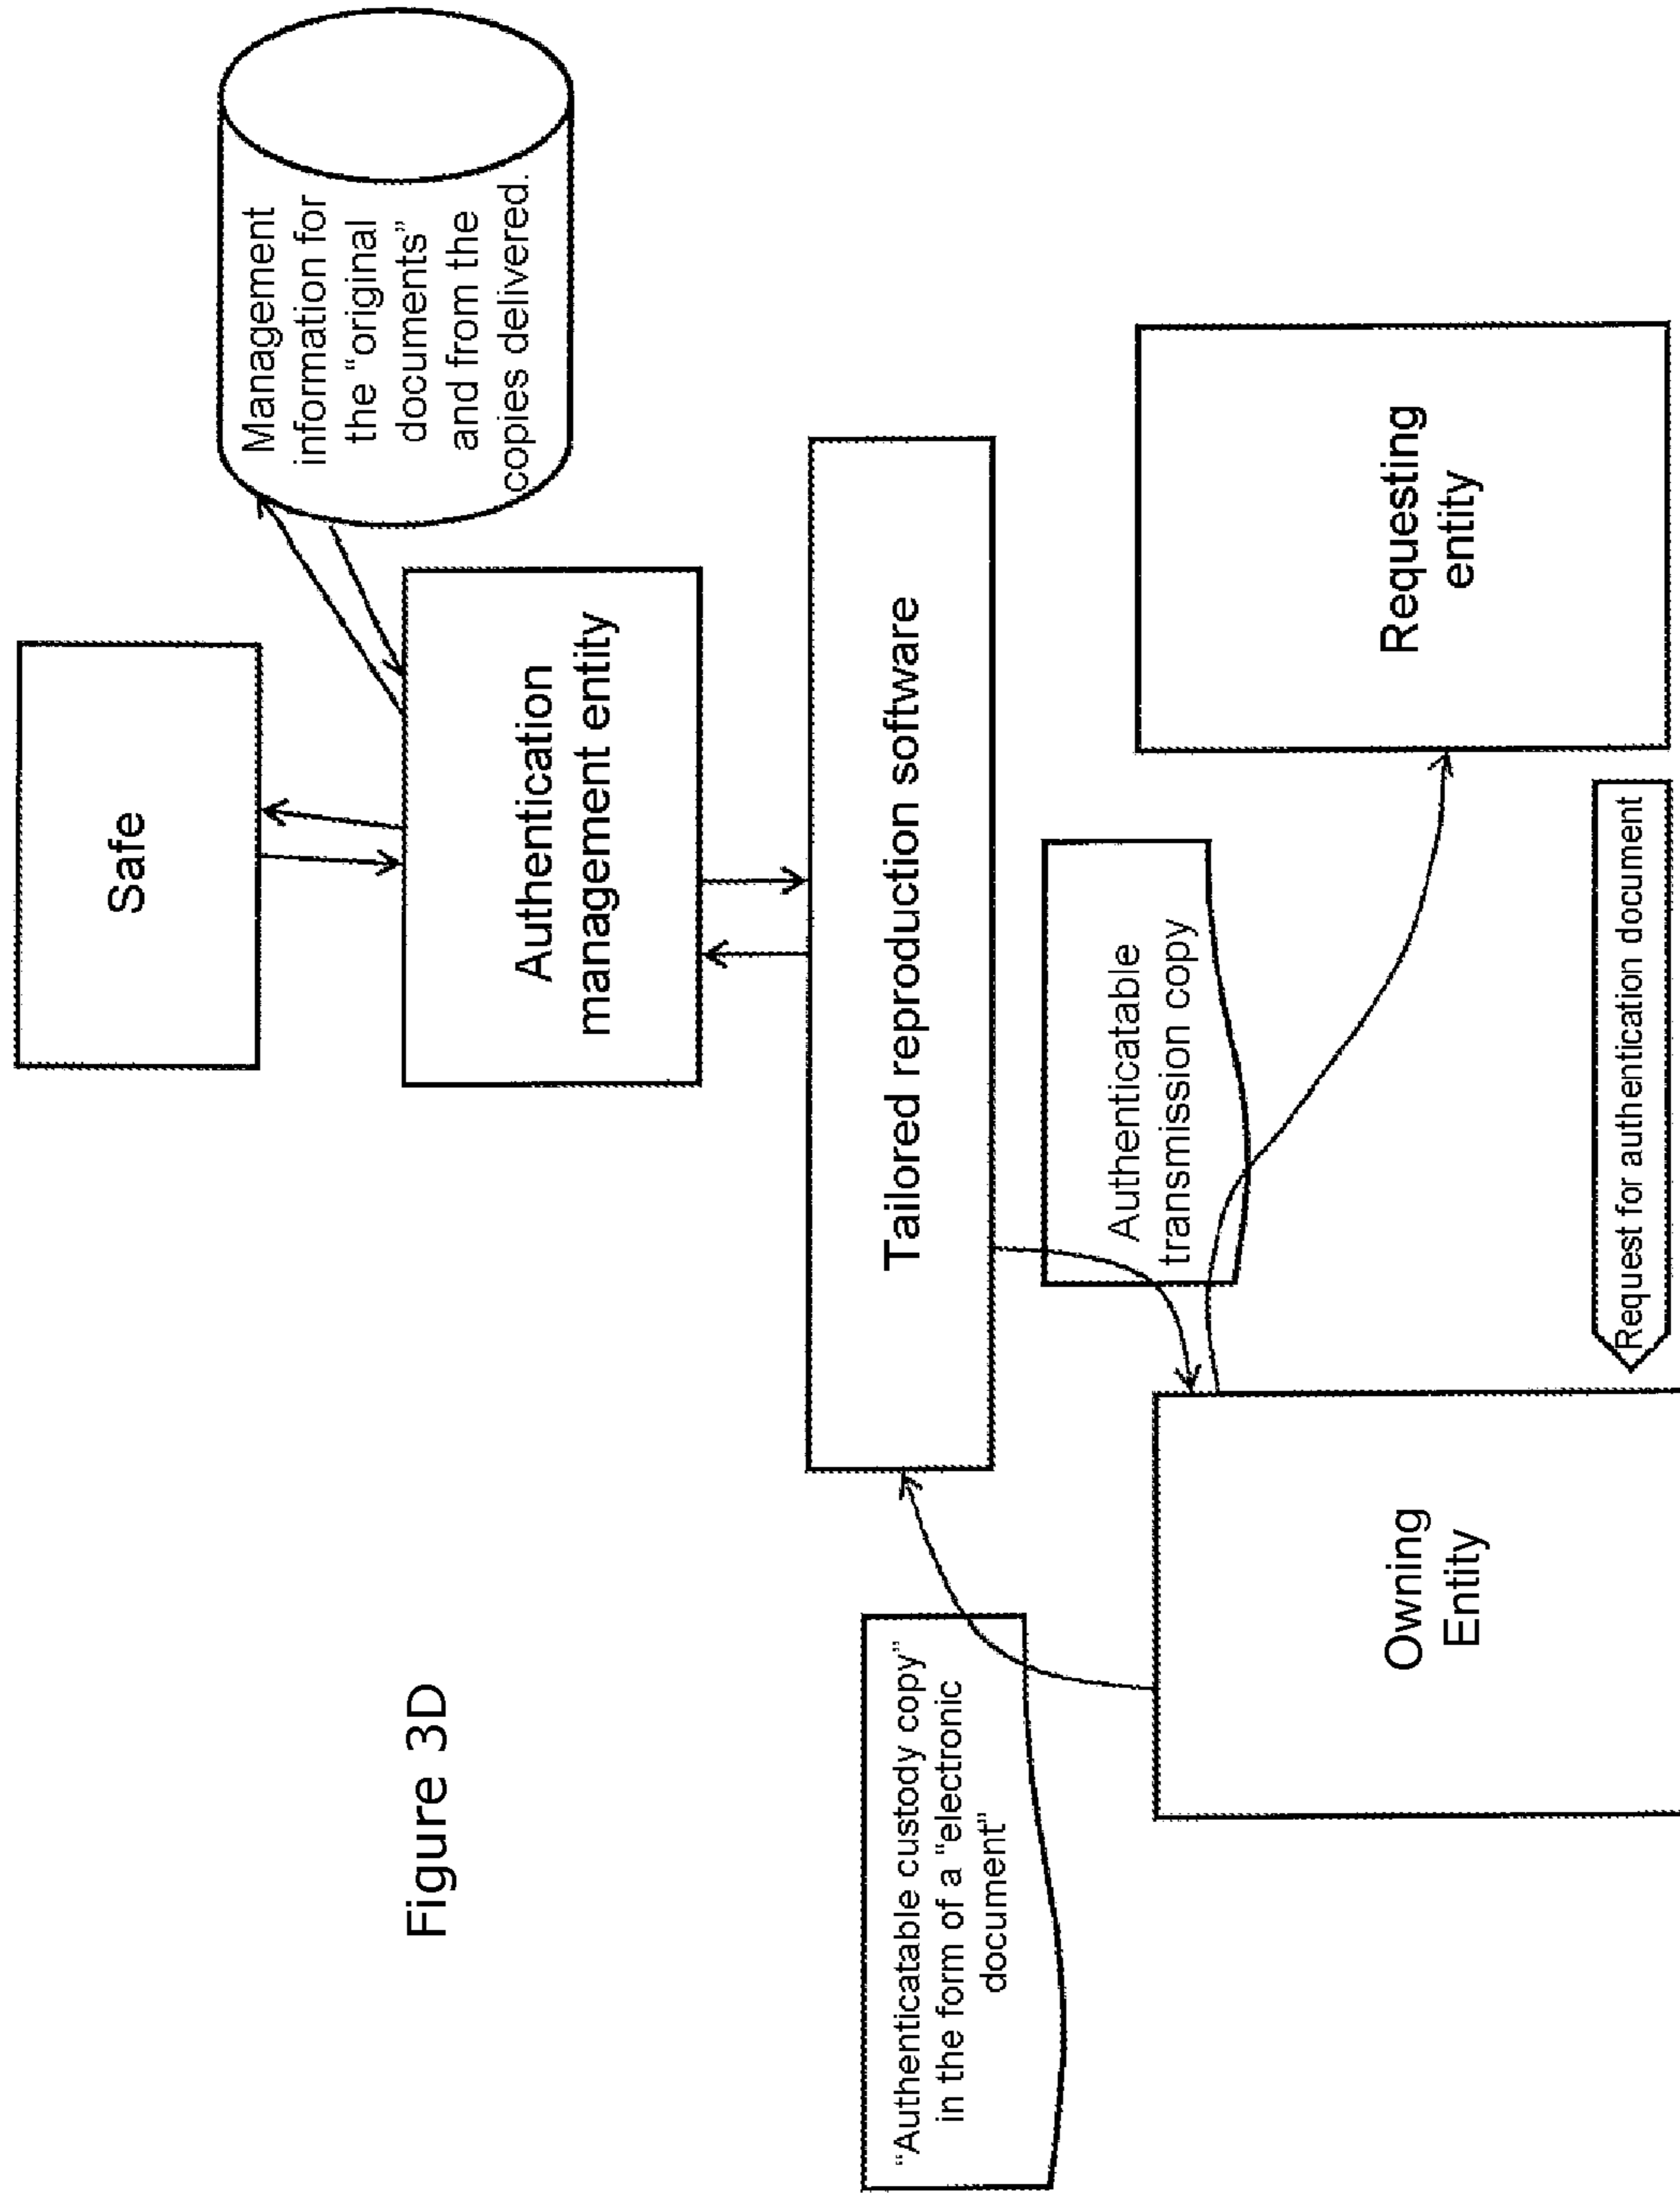 Figure 3D
Safe
Management
information for
the "original
documents"
and from the
copies delivered.
Authentication
management entity
Tailored reproduction software
"Authenticatable custody copy"
in the form of a "electronic
document"
Authenticatable
transmission copy
Owning
Entity
Requesting
entity
Request for authentication document